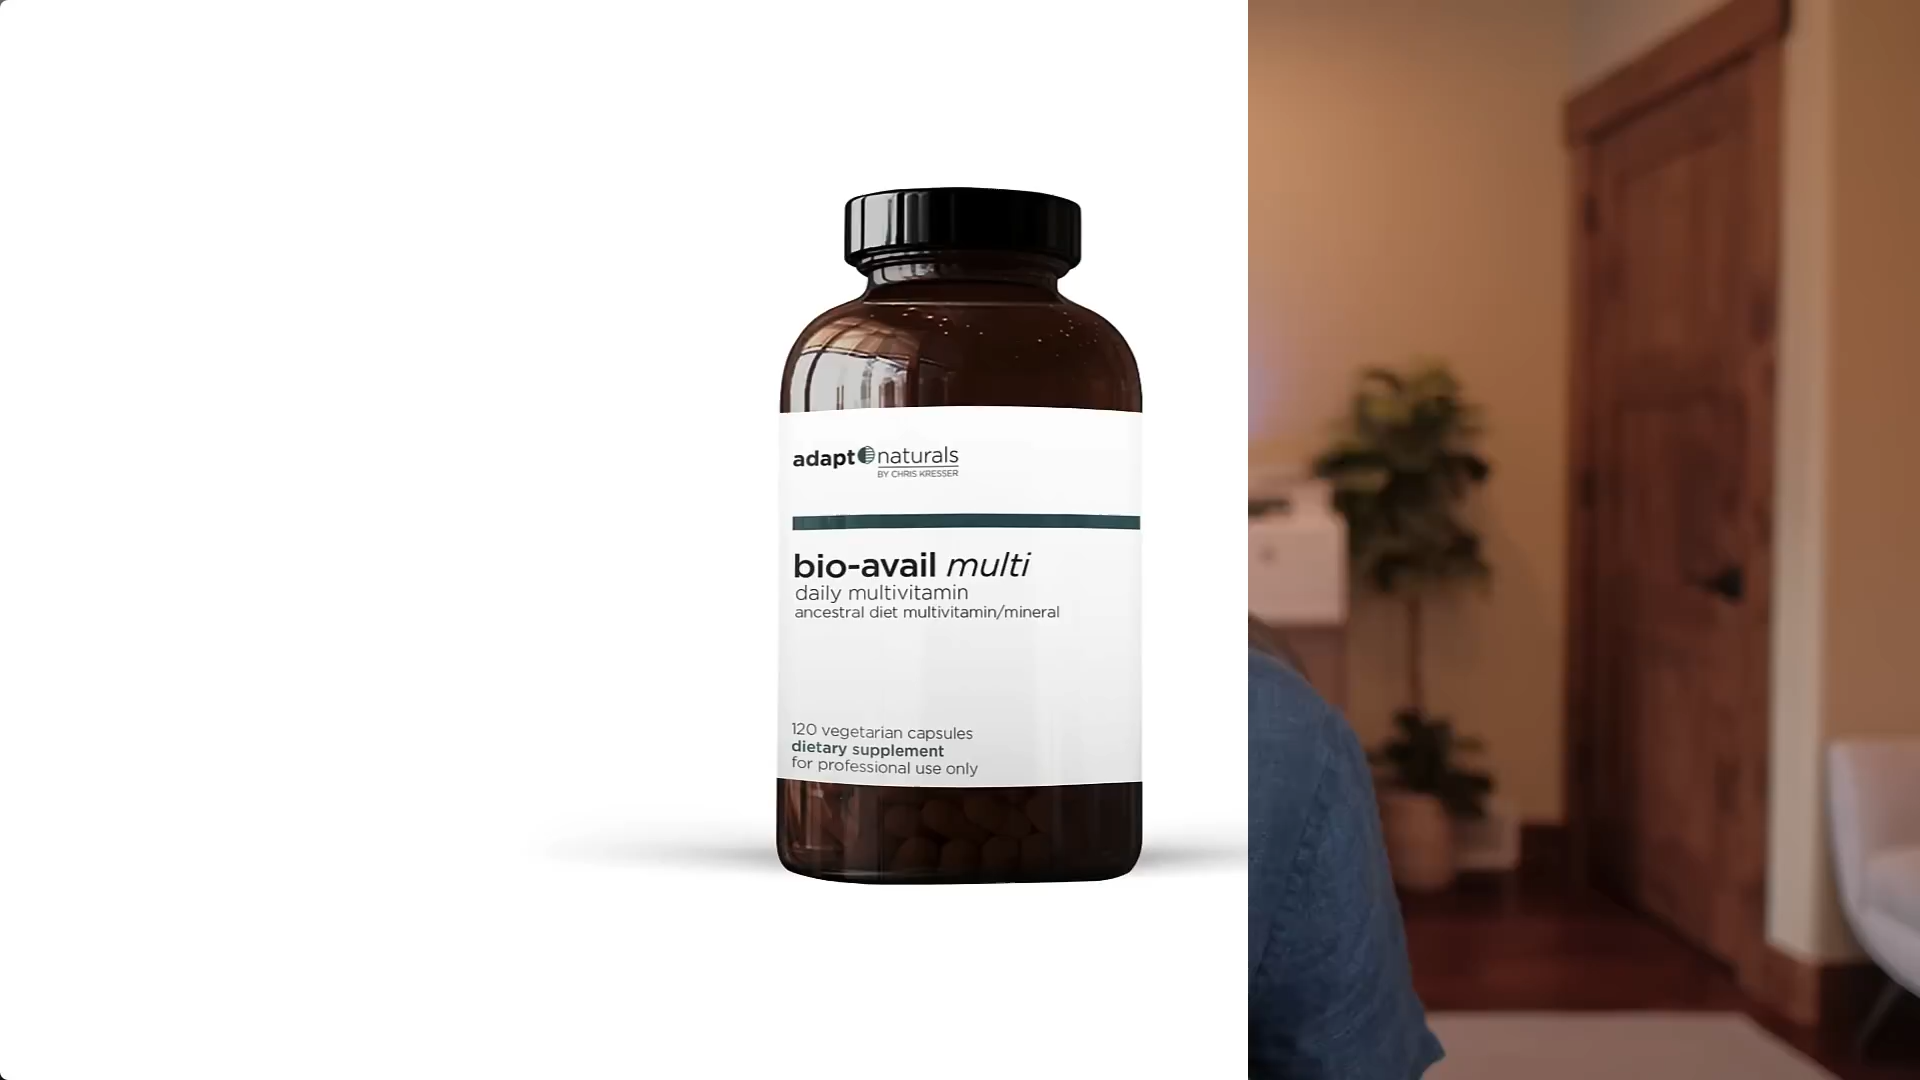 adapt naturals
BY CHRIS KRESSER
bio-avail multi
daily multivitamin
ancestral diet multivitamin/mineral
120 vegetarian capsules
dietary supplement
for professional use only